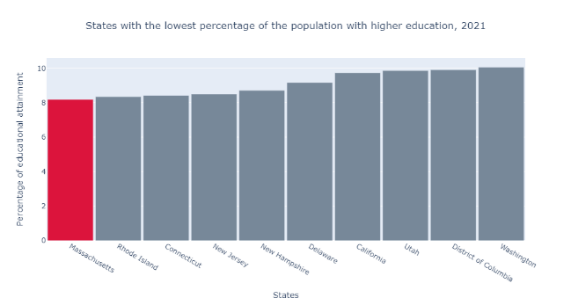 States with the lowest percentage of the population with higher education, 2021
Percentage of educational attainment
10
8
6
4
2
0
Massachusetts
Rhode Island
Connecticut
New Jersey
New Hampshire
Delaware
California
Utah
District of Columbia
Washington
States